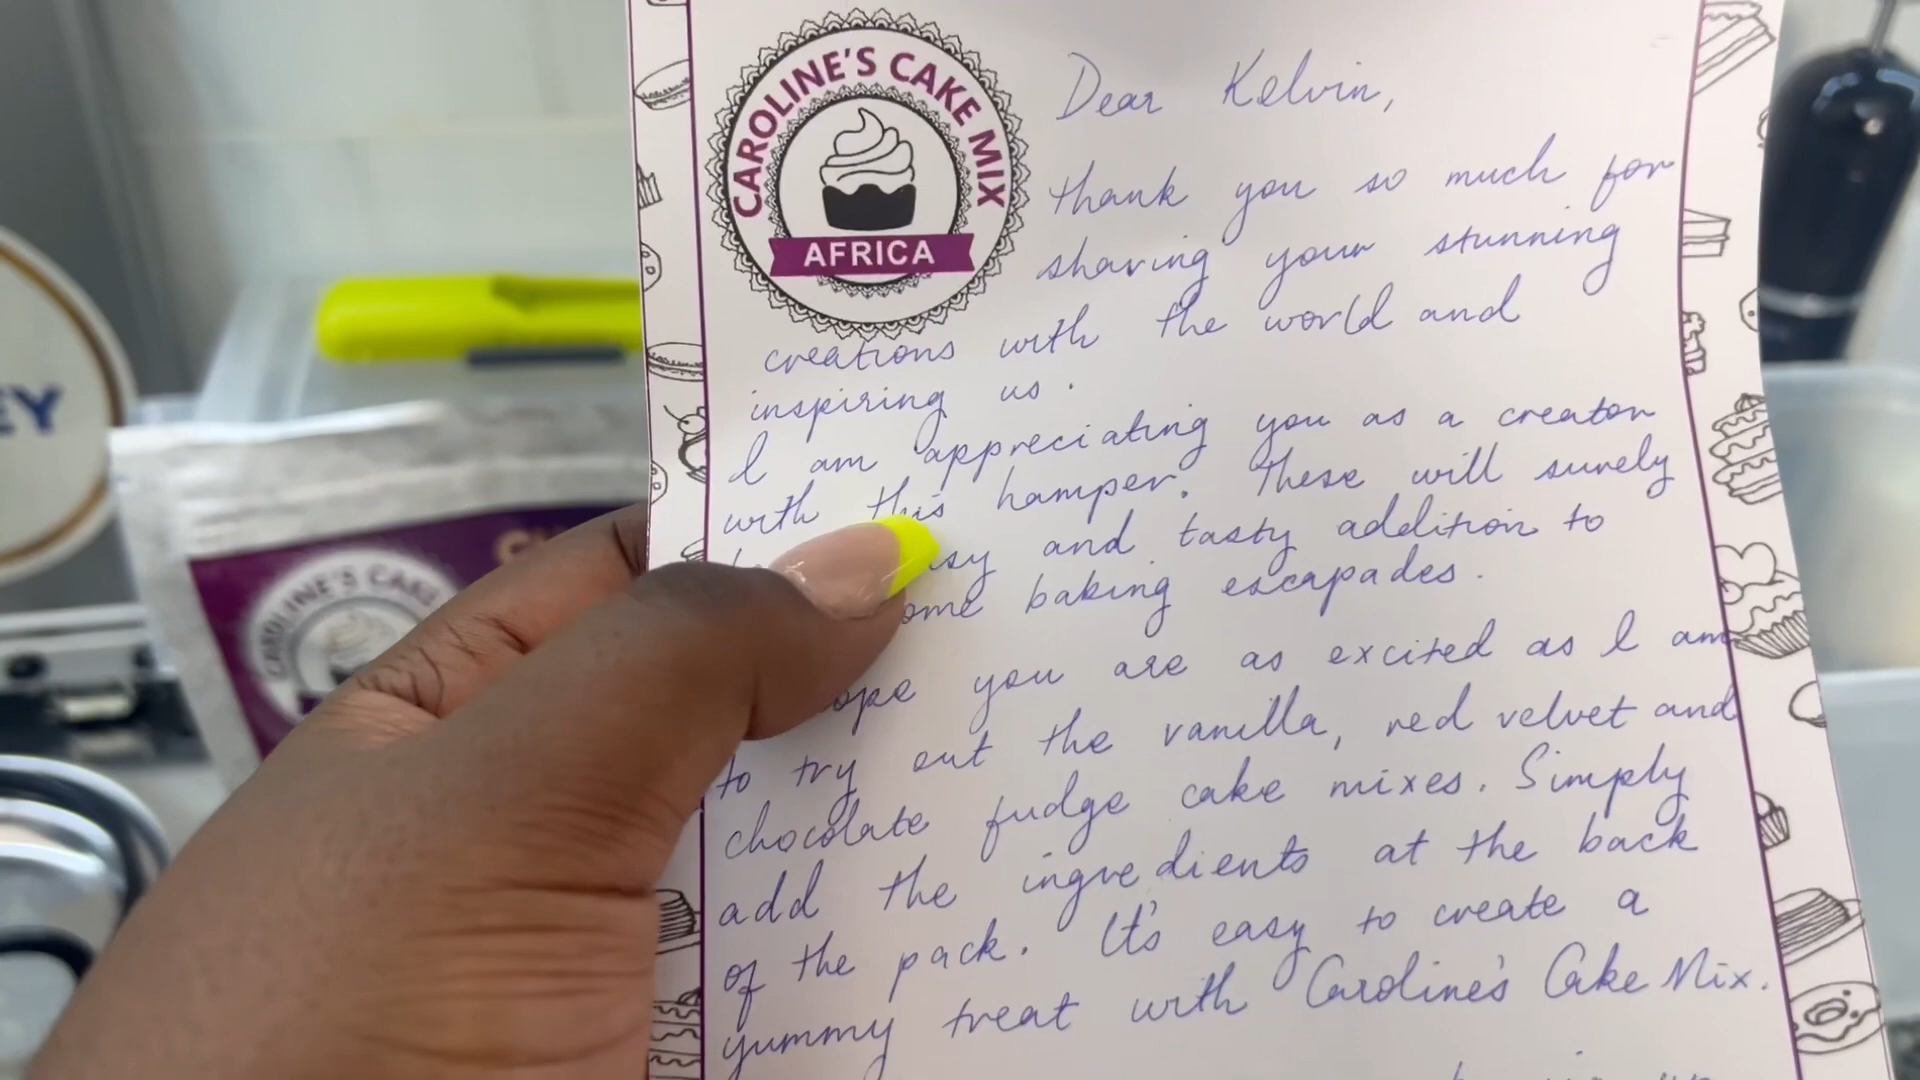 CAROLINE'S CAKE MIX
AFRICA
Dear Kelvin,
thank you so much for
sharing your stunning
creations with the world and
inspiring us.
I am appreciating you as a creator
with this hamper. These will surely
and tasty addition to
baking escapades.
you are as excited as I am
to try out the vanilla, red velvet and
chocolate fudge cake mixes. Simply
add the ingredients at the back
of the pack. It's easy to create a
yummy treat with Caroline's Cake Mix.
EY
CAROLINE'S CAKE